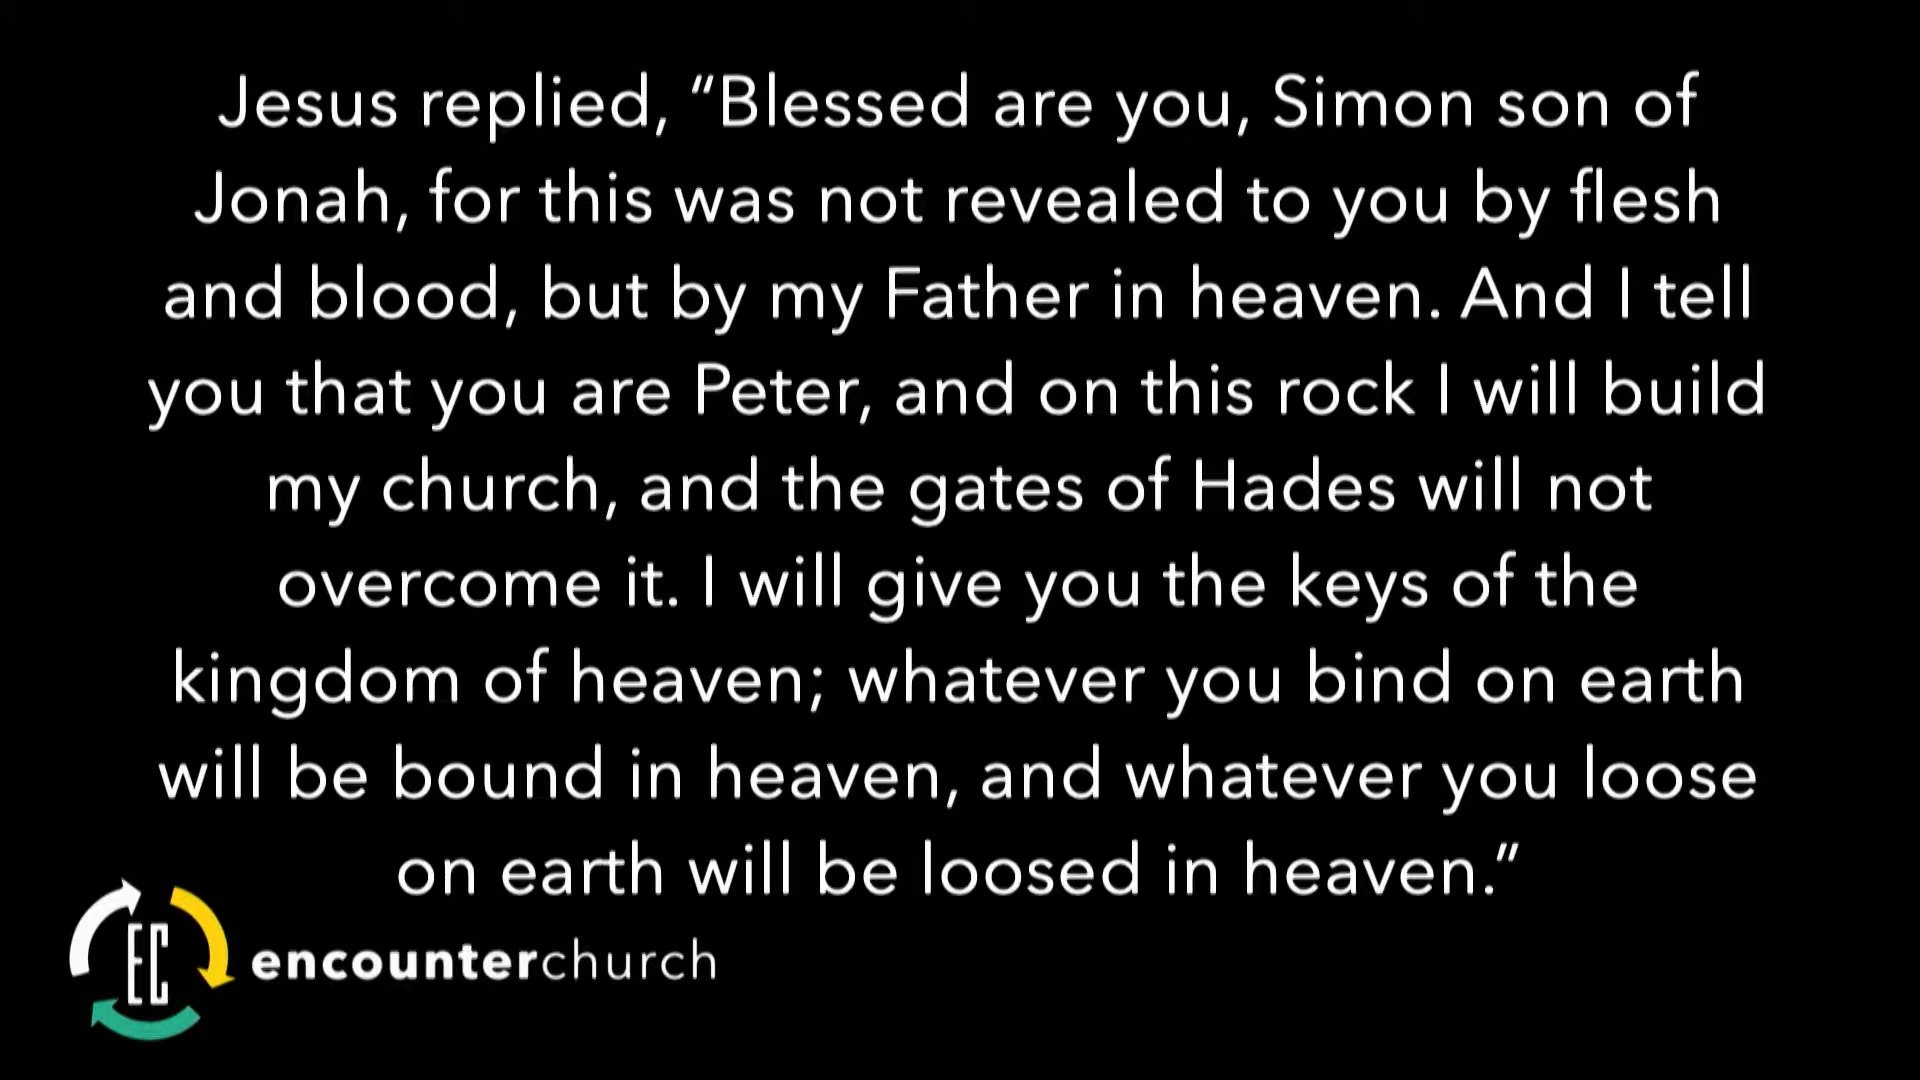 Jesus replied, “Blessed are you, Simon son of
Jonah, for this was not revealed to you by flesh
and blood, but by my Father in heaven. And I tell
you that you are Peter, and on this rock I will build
my church, and the gates of Hades will not
overcome it. I will give you the keys of the
kingdom of heaven; whatever you bind on earth
will be bound in heaven, and whatever you loose
on earth will be loosed in heaven.”
EC
encounterchurch